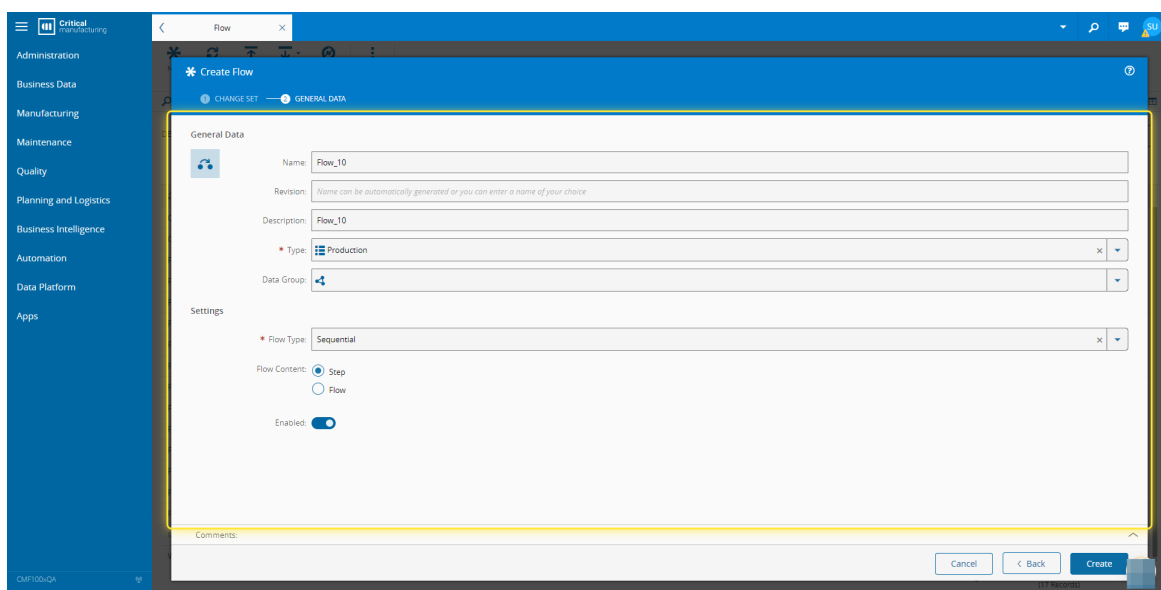 Critical
manufacturing
Flow
SU
Administration
Business Data
Manufacturing
Maintenance
Quality
Planning and Logistics
Business Intelligence
Automation
Data Platform
Apps
CMF100xQA
Create Flow
1 CHANGE SET 2 GENERAL DATA
General Data
Name: Flow_10
Revision: Name can be automatically generated or you can enter a name of your choice
Description: Flow_10
* Type: Production
Data Group:
Settings
* Flow Type: Sequential
Flow Content: Step
Flow
Enabled:
Comments:
Cancel
Back
Create
(17 Records)